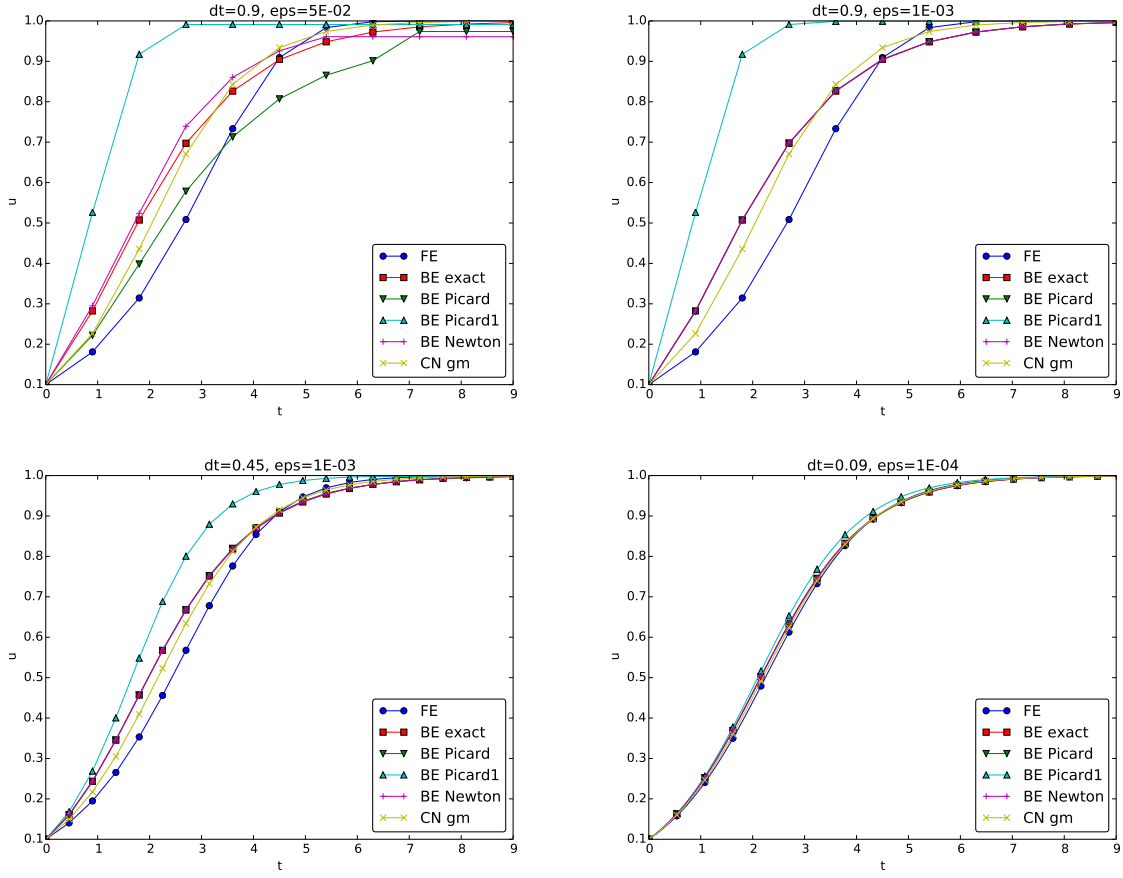 dt=0.9, eps=5E-02
1.0
0.9
0.8
0.7
0.6
u
0.5
0.4
0.3
0.2
0.1
0 1 2 3 4 5 6 7 8 9
t
FE
BE exact
BE Picard
BE Picard1
BE Newton
CN gm
dt=0.9, eps=1E-03
1.0
0.9
0.8
0.7
0.6
u
0.5
0.4
0.3
0.2
0.1
0 1 2 3 4 5 6 7 8 9
t
FE
BE exact
BE Picard
BE Picard1
BE Newton
CN gm
dt=0.45, eps=1E-03
1.0
0.9
0.8
0.7
0.6
u
0.5
0.4
0.3
0.2
0.1
0 1 2 3 4 5 6 7 8 9
t
FE
BE exact
BE Picard
BE Picard1
BE Newton
CN gm
dt=0.09, eps=1E-04
1.0
0.9
0.8
0.7
0.6
u
0.5
0.4
0.3
0.2
0.1
0 1 2 3 4 5 6 7 8 9
t
FE
BE exact
BE Picard
BE Picard1
BE Newton
CN gm